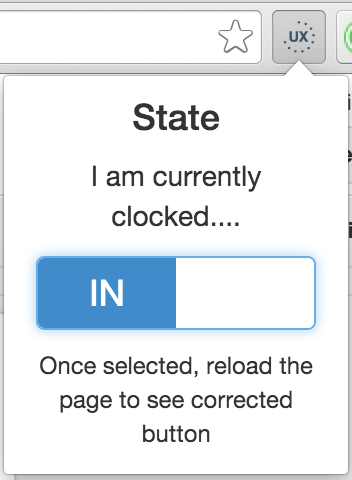 UX
State
I am currently
clocked....
IN
Once selected, reload the
page to see corrected
button